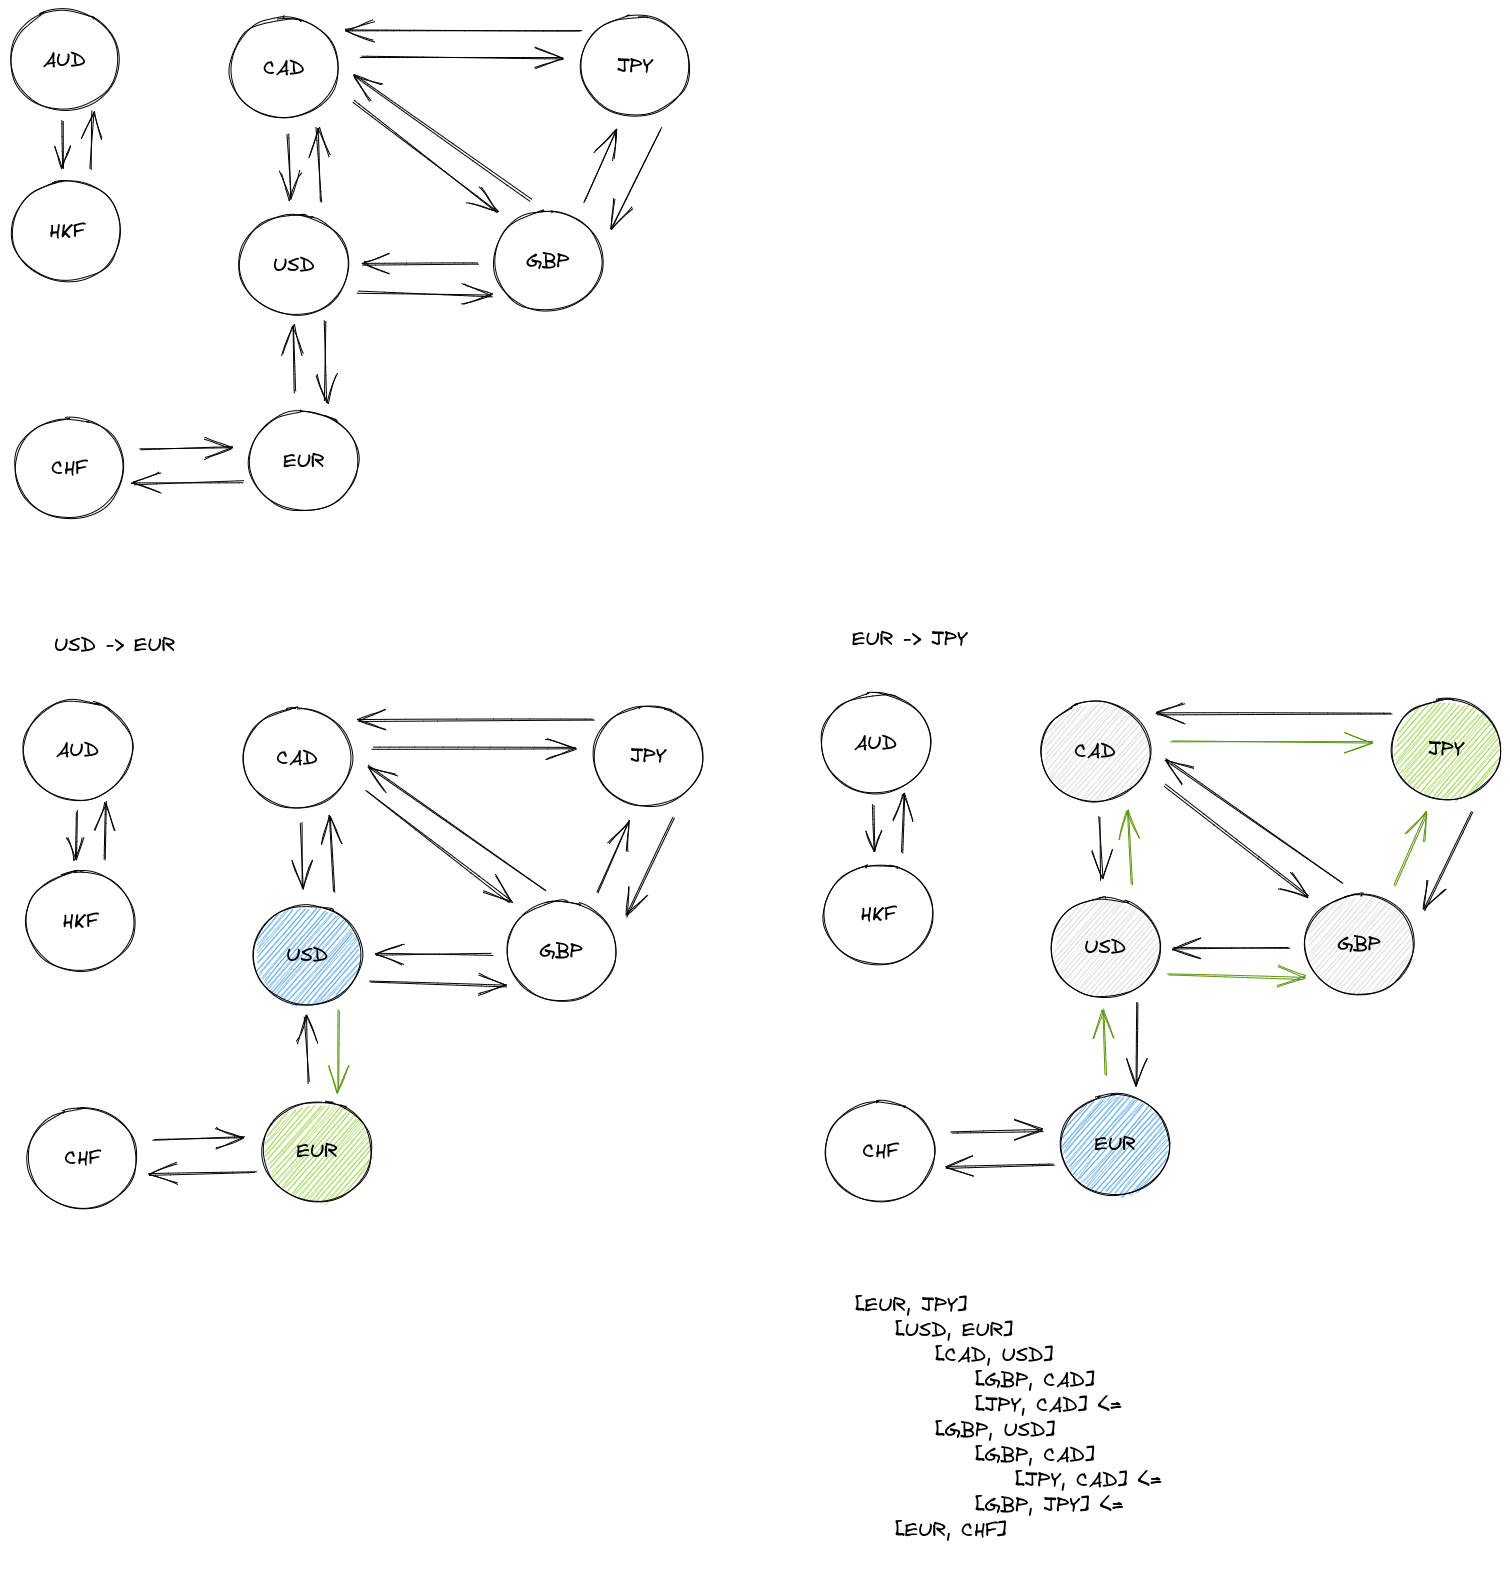 AUD
CAD
JPY
HKF
USD
GBP
CHF
EUR
USD -> EUR
AUD
CAD
JPY
HKF
USD
GBP
CHF
EUR
EUR -> JPY
AUD
CAD
JPY
HKF
USD
GBP
CHF
EUR
[EUR, JPY]
[USD, EUR]
[CAD, USD]
[GBP, CAD]
[JPY, CAD] <=
[GBP, USD]
[GBP, CAD]
[JPY, CAD] <=
[GBP, JPY] <=
[EUR, CHF]